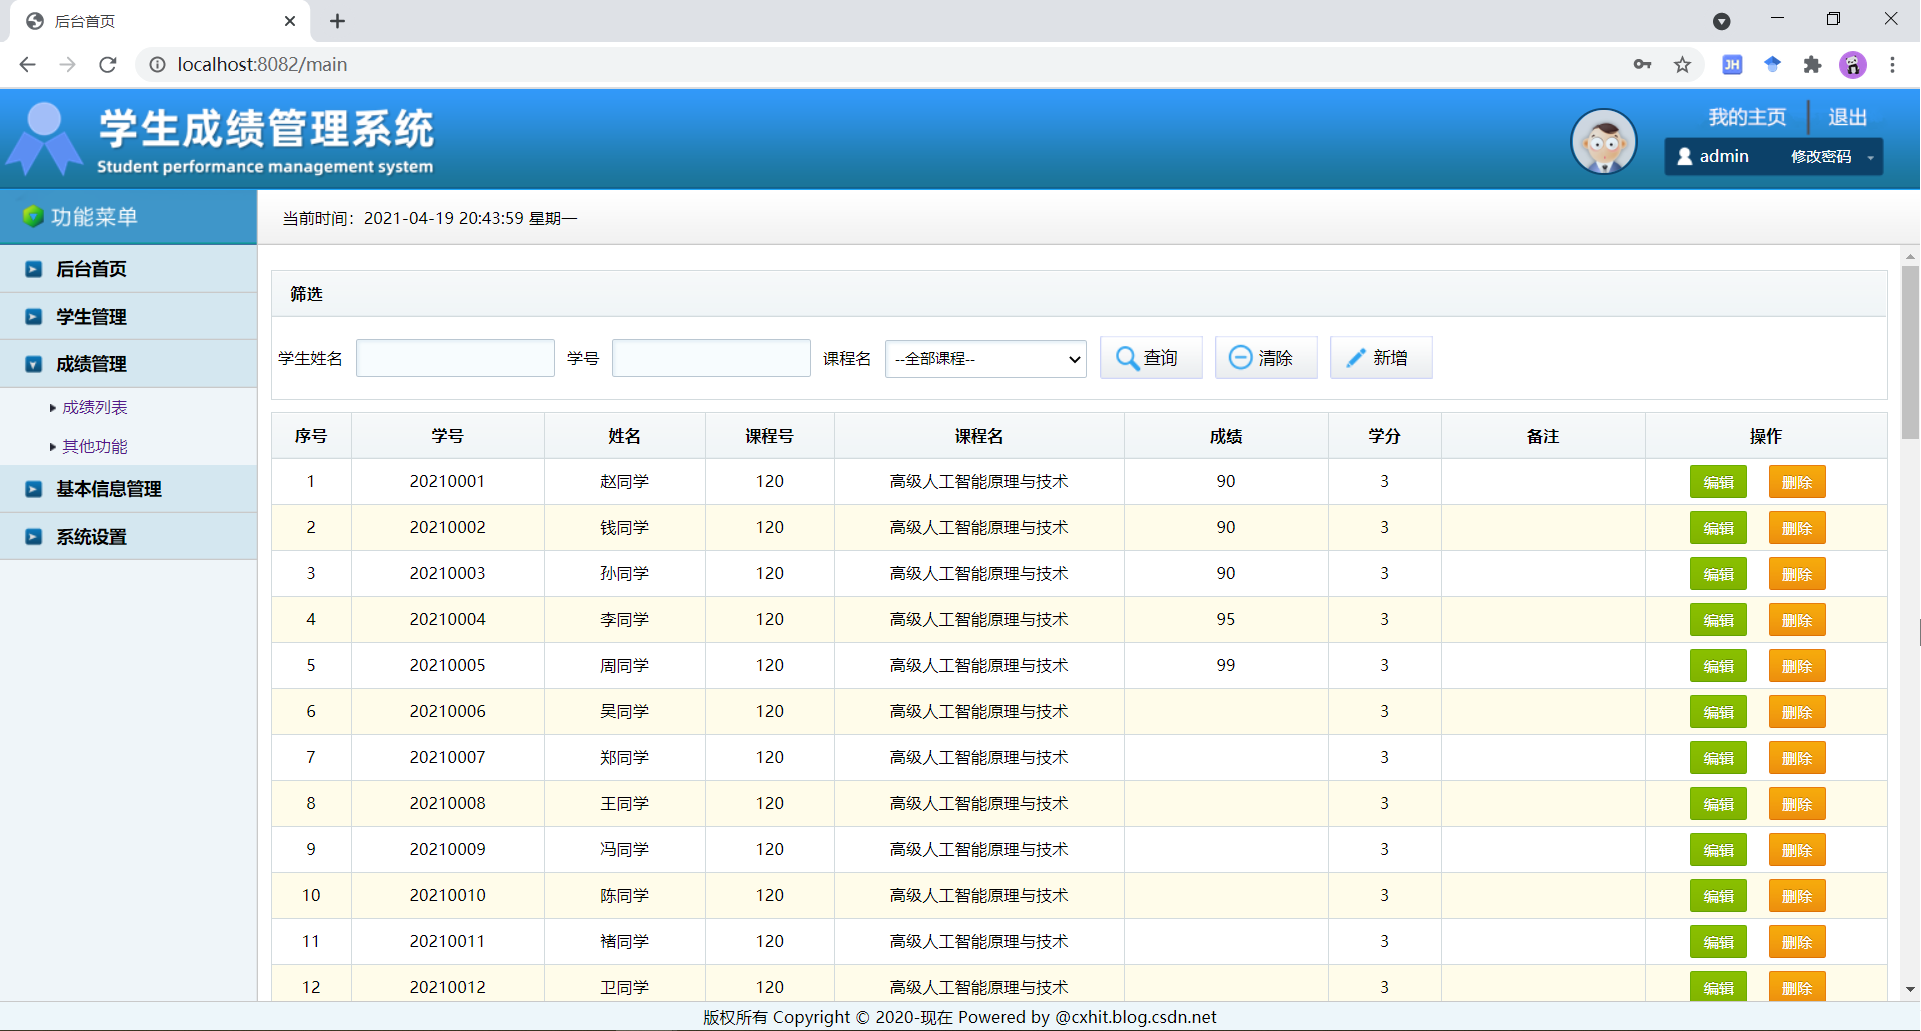 后台首页
localhost:8082/main
JH
学生成绩管理系统
Student performance management system
我的主页 退出
admin 修改密码
功能菜单
当前时间：2021-04-19 20:43:59 星期一
后台首页
学生管理
成绩管理
成绩列表
其他功能
基本信息管理
系统设置
筛选
学生姓名 学号 课程名 --全部课程-- 查询 清除 新增
序号 学号 姓名 课程号 课程名 成绩 学分 备注 操作
1 20210001 赵同学 120 高级人工智能原理与技术 90 3 编辑 删除
2 20210002 钱同学 120 高级人工智能原理与技术 90 3 编辑 删除
3 20210003 孙同学 120 高级人工智能原理与技术 90 3 编辑 删除
4 20210004 李同学 120 高级人工智能原理与技术 95 3 编辑 删除
5 20210005 周同学 120 高级人工智能原理与技术 99 3 编辑 删除
6 20210006 吴同学 120 高级人工智能原理与技术 3 编辑 删除
7 20210007 郑同学 120 高级人工智能原理与技术 3 编辑 删除
8 20210008 王同学 120 高级人工智能原理与技术 3 编辑 删除
9 20210009 冯同学 120 高级人工智能原理与技术 3 编辑 删除
10 20210010 陈同学 120 高级人工智能原理与技术 3 编辑 删除
11 20210011 褚同学 120 高级人工智能原理与技术 3 编辑 删除
12 20210012 卫同学 120 高级人工智能原理与技术 3 编辑 删除
版权所有 Copyright © 2020-现在 Powered by @cxhit.blog.csdn.net